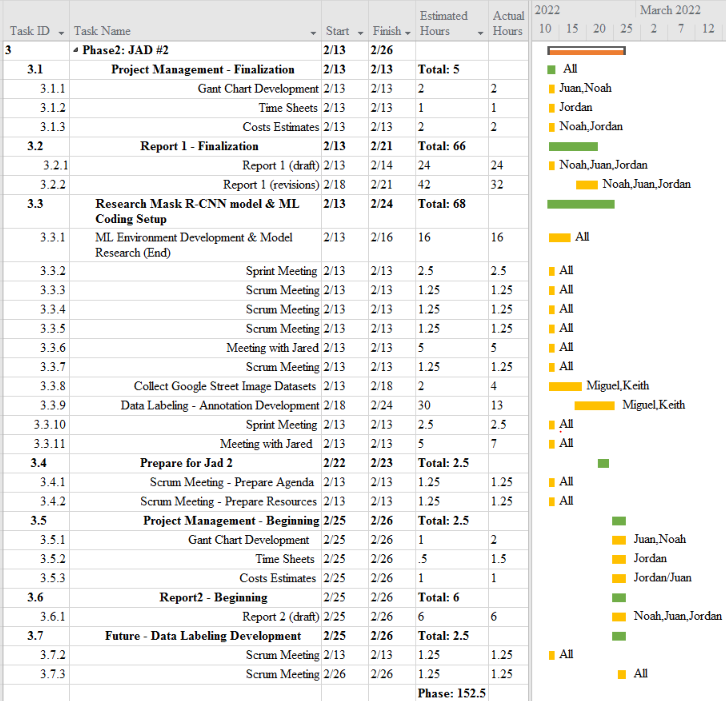 2022 March 2022
Task ID Task Name Start Finish Estimated Hours Actual Hours 10 15 20 25 2 7 12
3 Phase2: JAD #2 2/13 2/26
3.1 Project Management - Finalization 2/13 2/13 Total: 5 All
3.1.1 Gant Chart Development 2/13 2/13 2 2 Juan,Noah
3.1.2 Time Sheets 2/13 2/13 1 1 Jordan
3.1.3 Costs Estimates 2/13 2/13 2 2 Noah,Jordan
3.2 Report 1 - Finalization 2/13 2/21 Total: 66
3.2.1 Report 1 (draft) 2/13 2/14 24 24 Noah,Juan,Jordan
3.2.2 Report 1 (revisions) 2/18 2/21 42 32 Noah,Juan,Jordan
3.3 Research Mask R-CNN model & ML Coding Setup 2/13 2/24 Total: 68
3.3.1 ML Environment Development & Model Research (End) 2/13 2/16 16 16 All
3.3.2 Sprint Meeting 2/13 2/13 2.5 2.5 All
3.3.3 Scrum Meeting 2/13 2/13 1.25 1.25 All
3.3.4 Scrum Meeting 2/13 2/13 1.25 1.25 All
3.3.5 Scrum Meeting 2/13 2/13 1.25 1.25 All
3.3.6 Meeting with Jared 2/13 2/13 5 5 All
3.3.7 Scrum Meeting 2/13 2/13 1.25 1.25 All
3.3.8 Collect Google Street Image Datasets 2/13 2/18 2 4 Miguel,Keith
3.3.9 Data Labeling - Annotation Development 2/18 2/24 30 13 Miguel,Keith
3.3.10 Sprint Meeting 2/13 2/13 2.5 2.5 All
3.3.11 Meeting with Jared 2/13 2/13 5 7 All
3.4 Prepare for Jad 2 2/22 2/23 Total: 2.5
3.4.1 Scrum Meeting - Prepare Agenda 2/13 2/13 1.25 1.25 All
3.4.2 Scrum Meeting - Prepare Resources 2/13 2/13 1.25 1.25 All
3.5 Project Management - Beginning 2/25 2/26 Total: 2.5
3.5.1 Gant Chart Development 2/25 2/26 1 2 Juan,Noah
3.5.2 Time Sheets 2/25 2/26 .5 1.5 Jordan
3.5.3 Costs Estimates 2/25 2/26 1 1 Jordan/Juan
3.6 Report2 - Beginning 2/25 2/26 Total: 6
3.6.1 Report 2 (draft) 2/25 2/26 6 6 Noah,Juan,Jordan
3.7 Future - Data Labeling Development 2/25 2/26 Total: 2.5
3.7.2 Scrum Meeting 2/13 2/13 1.25 1.25 All
3.7.3 Scrum Meeting 2/26 2/26 1.25 1.25 All
Phase: 152.5